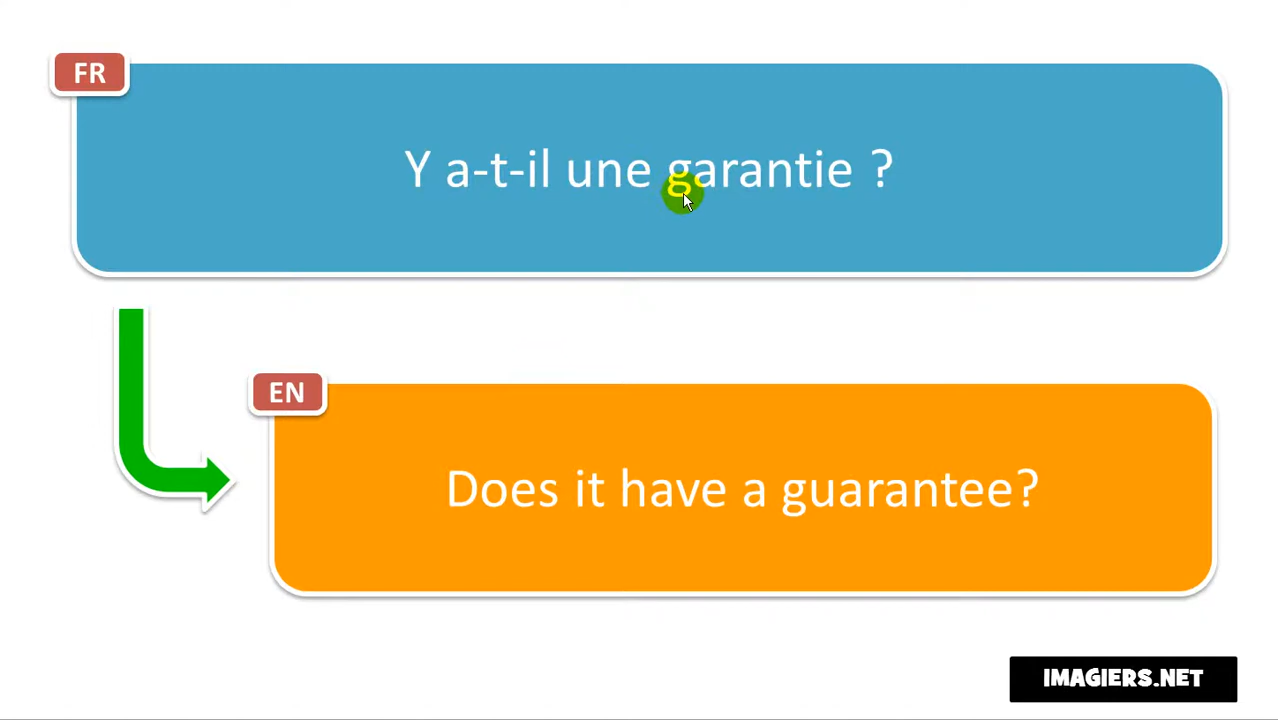 FR
Y a-t-il une garantie ?
EN
Does it have a guarantee?
IMAGIERS.NET